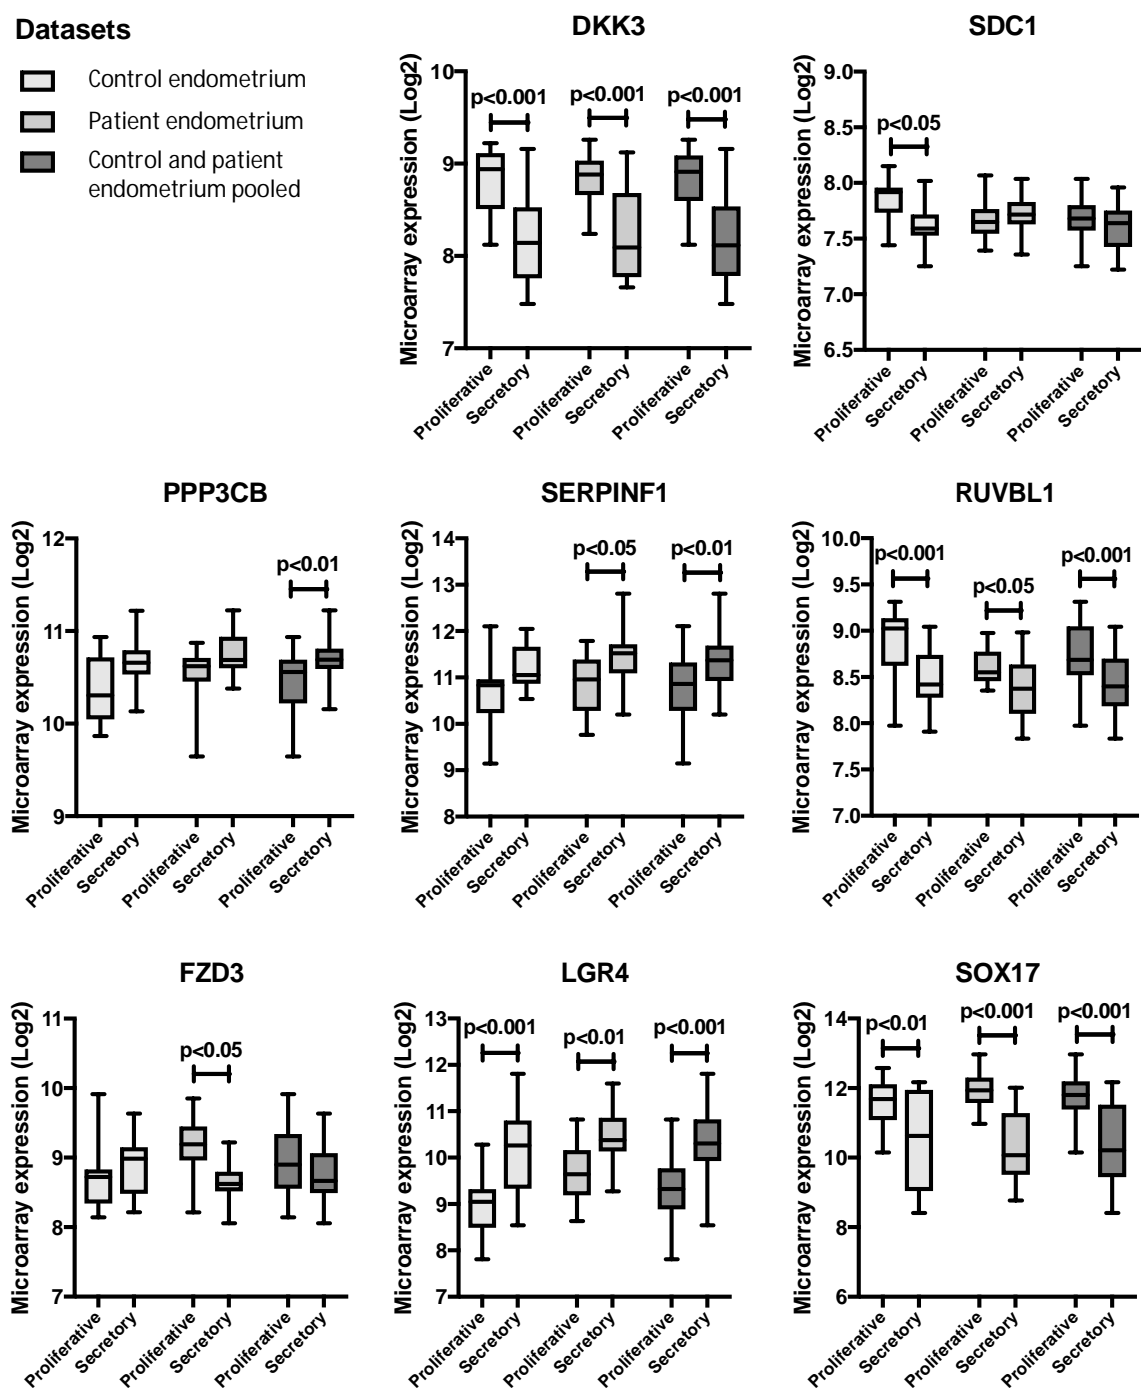 Datasets
Control endometrium
Patient endometrium
Control and patient
endometrium pooled
DKK3
Microarray expression (Log2)
10
9
8
7
p<0.001
p<0.001
p<0.001
Proliferative
Secretory
Proliferative
Secretory
Proliferative
Secretory
SDC1
Microarray expression (Log2)
9.0
8.5
8.0
7.5
7.0
6.5
p<0.05
Proliferative
Secretory
Proliferative
Secretory
Proliferative
Secretory
PPP3CB
Microarray expression (Log2)
12
11
10
9
p<0.01
Proliferative
Secretory
Proliferative
Secretory
Proliferative
Secretory
SERPINF1
Microarray expression (Log2)
14
13
12
11
10
9
8
p<0.05
p<0.01
Proliferative
Secretory
Proliferative
Secretory
Proliferative
Secretory
RUVBL1
Microarray expression (Log2)
10.0
9.5
9.0
8.5
8.0
7.5
7.0
p<0.001
p<0.05
p<0.001
Proliferative
Secretory
Proliferative
Secretory
Proliferative
Secretory
FZD3
Microarray expression (Log2)
11
10
9
8
7
p<0.05
Proliferative
Secretory
Proliferative
Secretory
Proliferative
Secretory
LGR4
Microarray expression (Log2)
13
12
11
10
9
8
7
p<0.001
p<0.01
p<0.001
Proliferative
Secretory
Proliferative
Secretory
Proliferative
Secretory
SOX17
Microarray expression (Log2)
14
12
10
8
6
p<0.01
p<0.001
p<0.001
Proliferative
Secretory
Proliferative
Secretory
Proliferative
Secretory